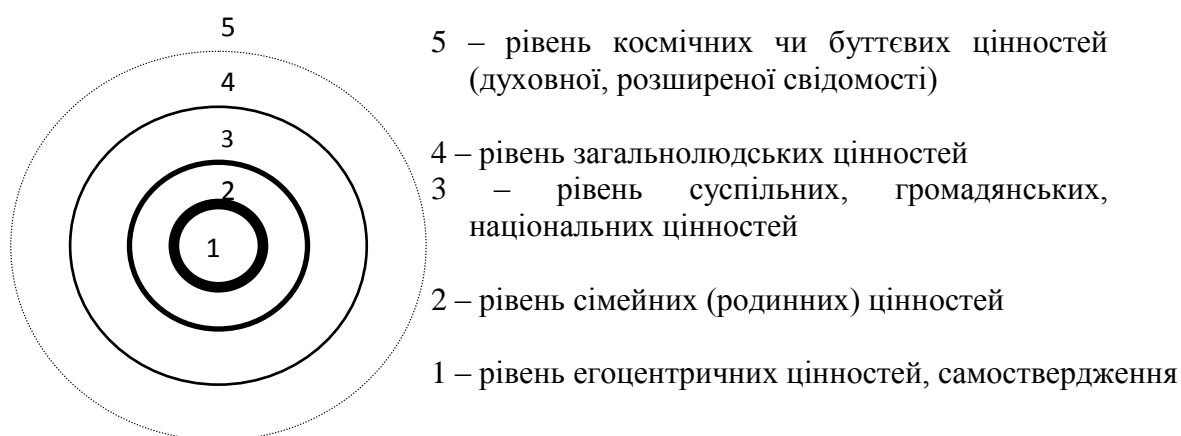 5
4
3
2
1
5 – рівень космічних чи буттєвих цінностей
(духовної, розширеної свідомості)
4 – рівень загальнолюдських цінностей
3 – рівень суспільних, громадянських,
національних цінностей
2 – рівень сімейних (родинних) цінностей
1 – рівень егоцентричних цінностей, самоствердження